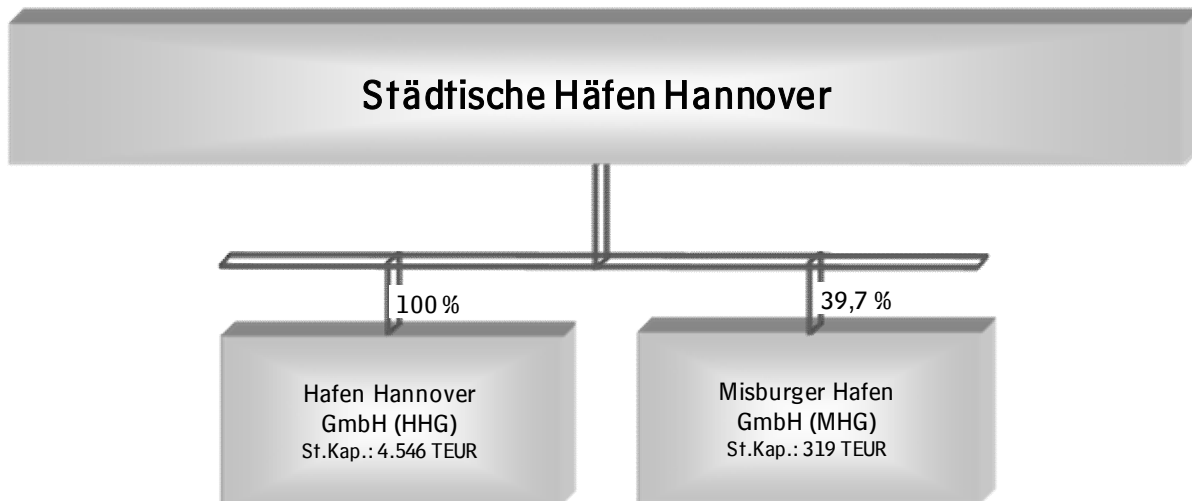 Städtische Häfen Hannover
100 %
39,7 %
Hafen Hannover
GmbH (HHG)
St.Kap.: 4.546 TEUR
Misburger Hafen
GmbH (MHG)
St.Kap.: 319 TEUR